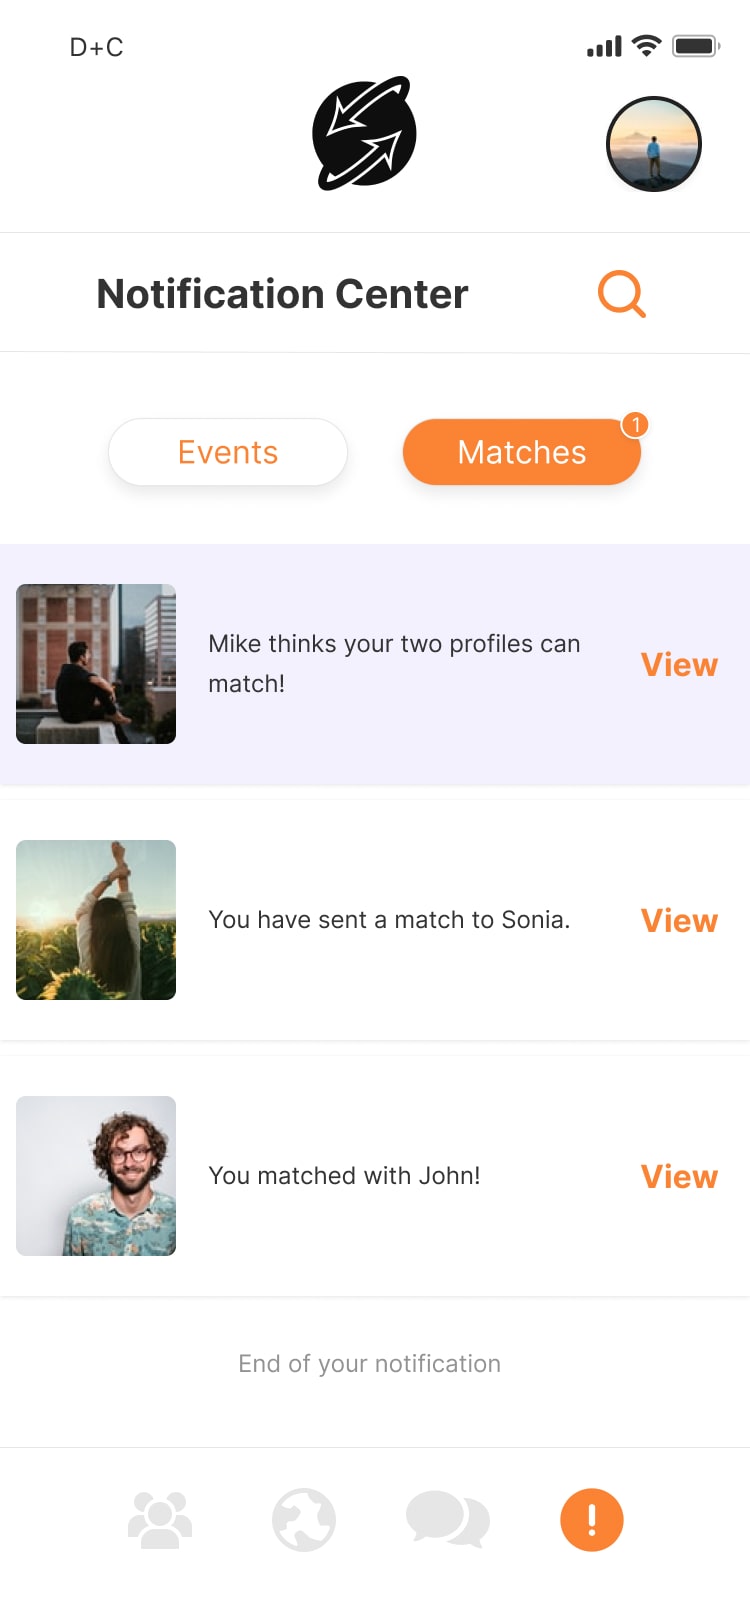 D+C
Notification Center
Events
Matches
1
Mike thinks your two profiles can
match!
View
You have sent a match to Sonia.
View
You matched with John!
View
End of your notification
!